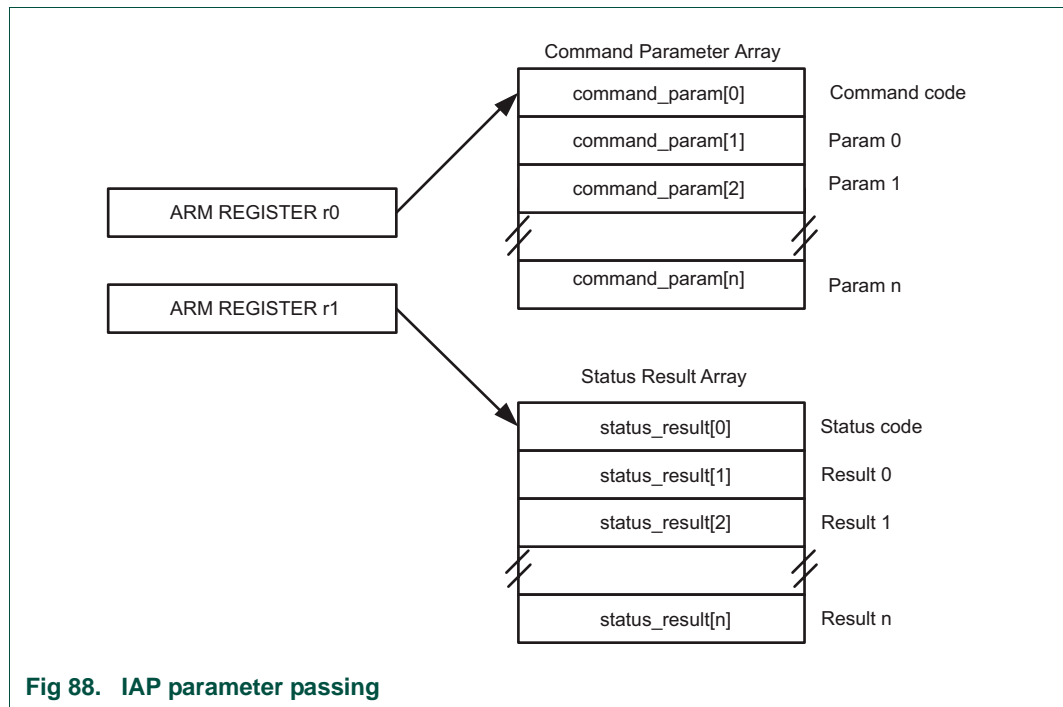 Command Parameter Array
command_param[0] Command code
command_param[1] Param 0
command_param[2] Param 1
ARM REGISTER r0
command_param[n] Param n
ARM REGISTER r1
Status Result Array
status_result[0] Status code
status_result[1] Result 0
status_result[2] Result 1
status_result[n] Result n
Fig 88. IAP parameter passing